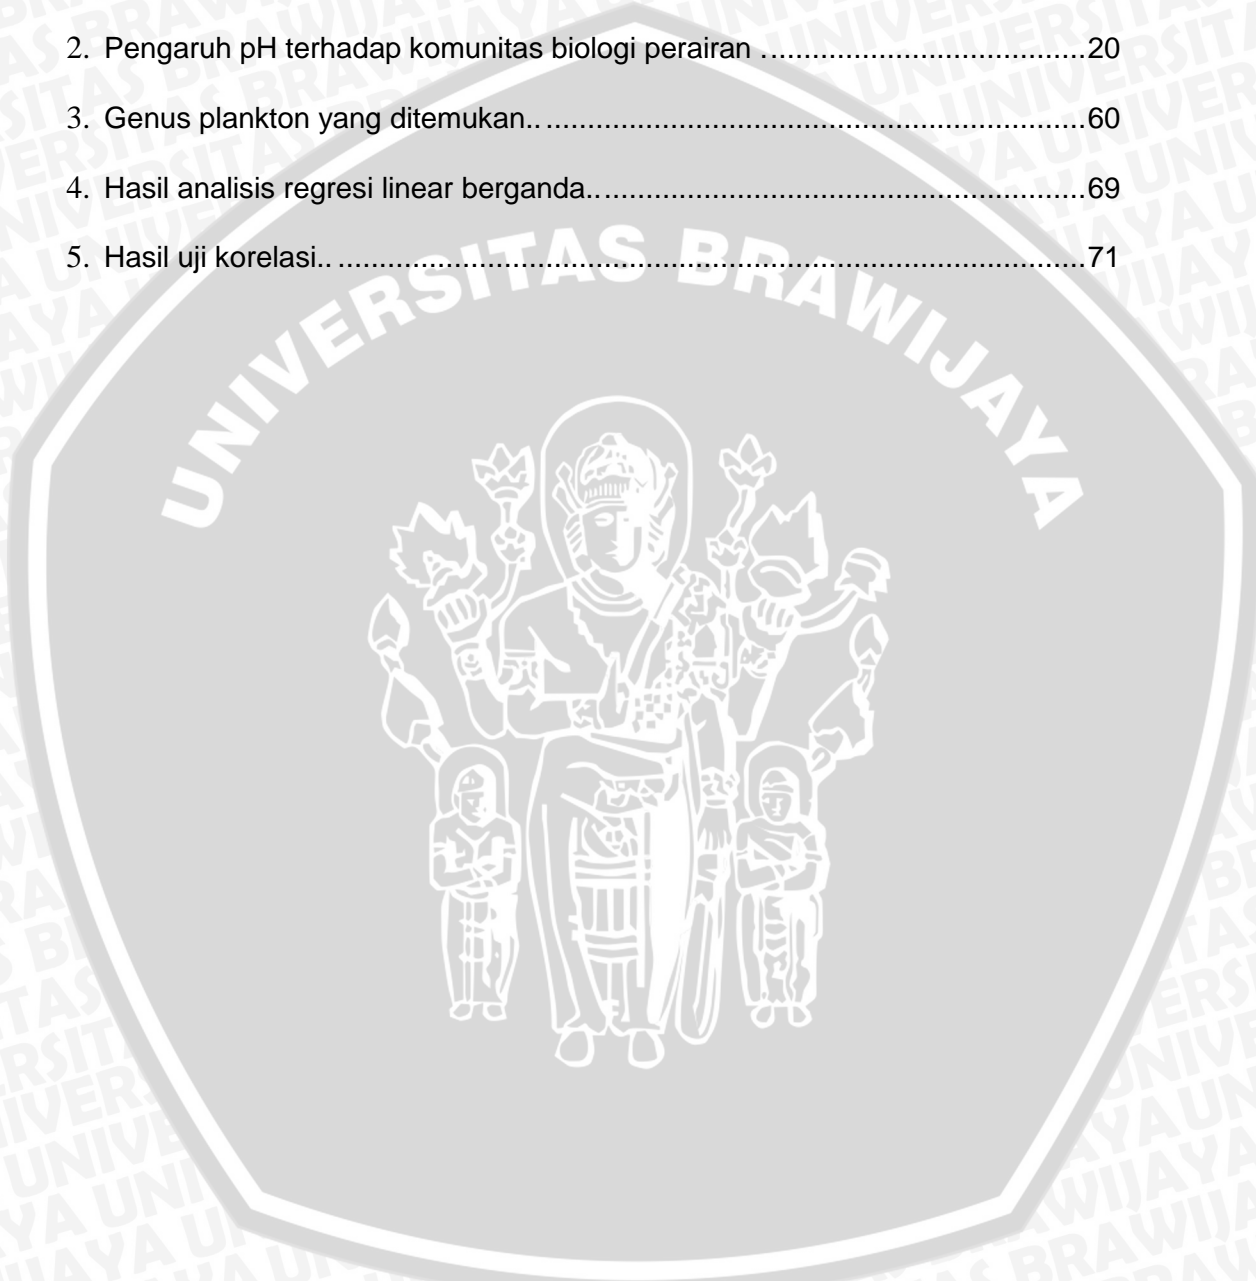 2. Pengaruh pH terhadap komunitas biologi perairan ....................................20
3. Genus plankton yang ditemukan.. ............................................................60
4. Hasil analisis regresi linear berganda.. .....................................................69
5. Hasil uji korelasi.. ...................................................................................71
UNIVERSITAS BRAWIJAYA